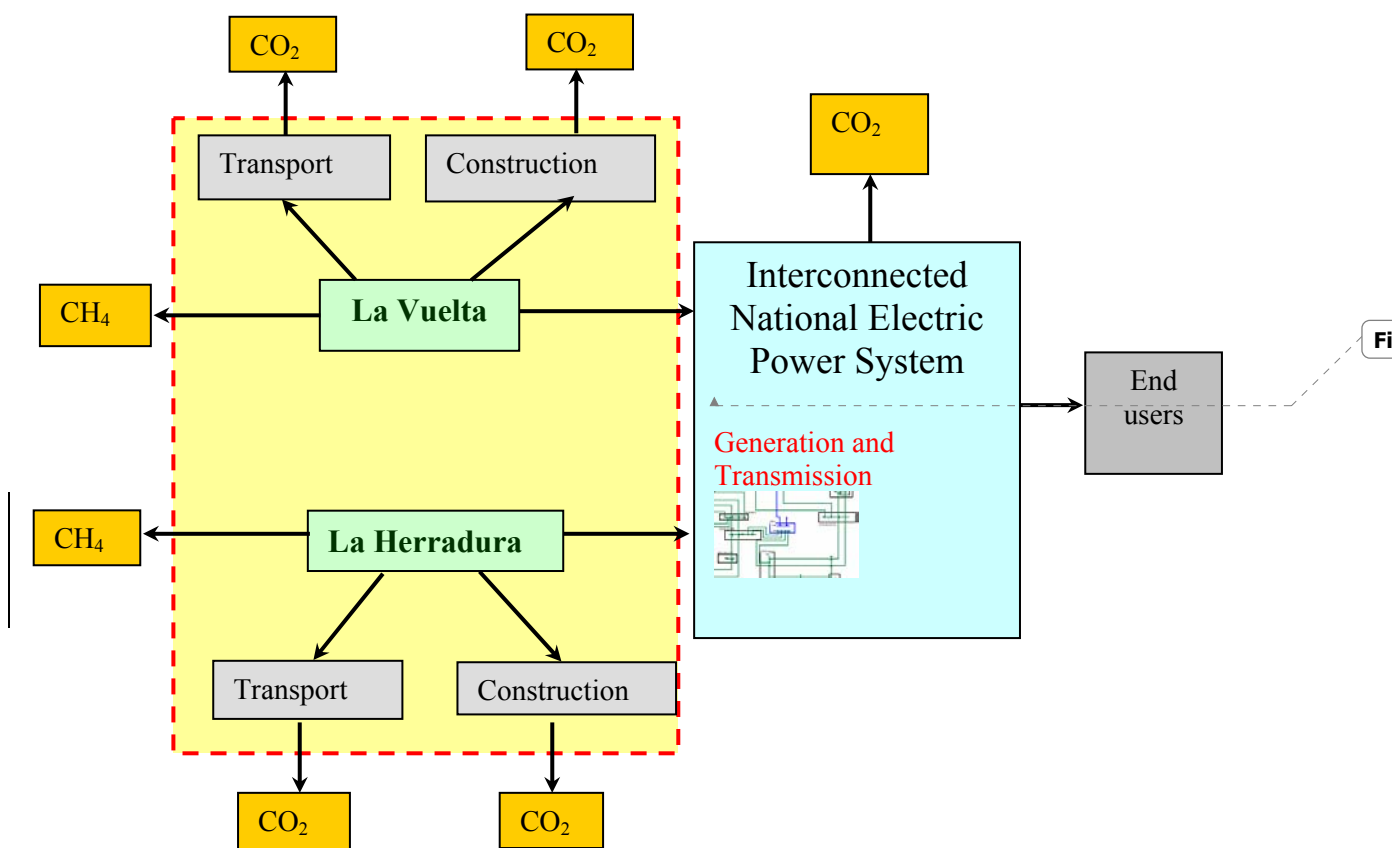 CO₂
CO₂
CO₂
Transport
Construction
Interconnected
National Electric
Power System
CH₄
La Vuelta
Fi
End
users
Generation and
Transmission
CH₄
La Herradura
Transport
Construction
CO₂
CO₂